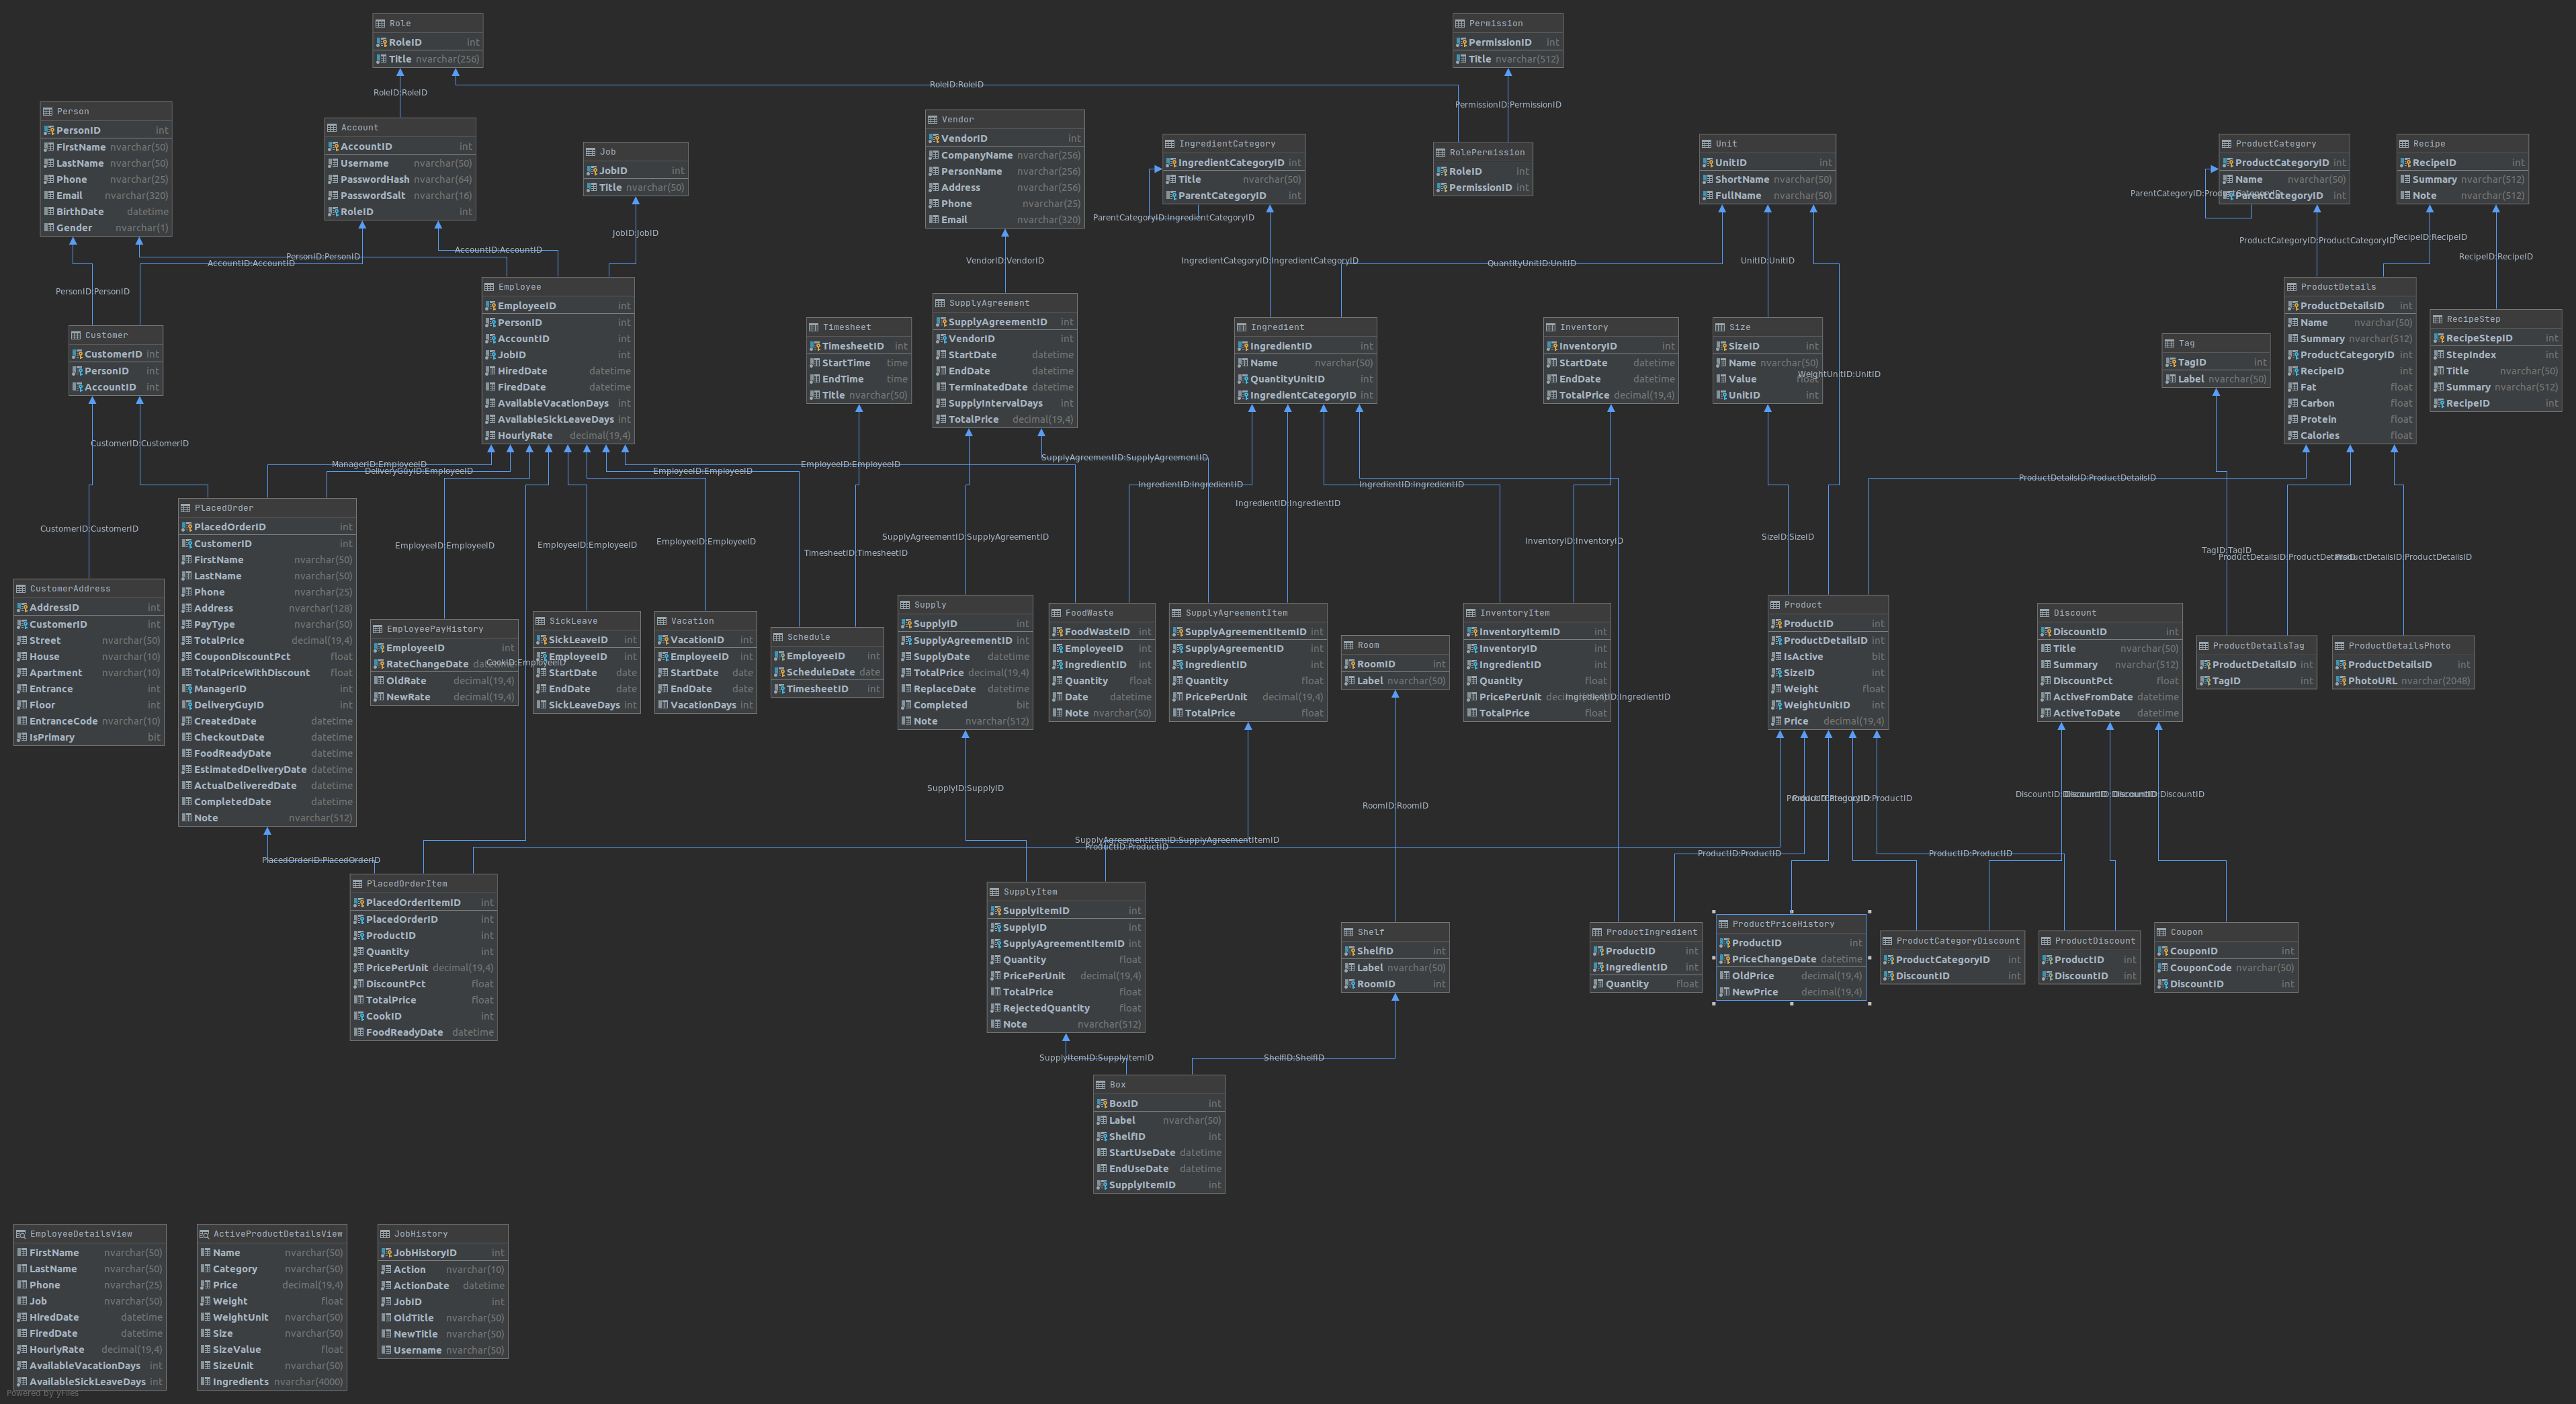 Role
RoleID int
Title nvarchar(256)
Permission
PermissionID int
Title nvarchar(512)
RoleID:RoleID
RoleID:RoleID
PermissionID:PermissionID
Person
PersonID int
FirstName nvarchar(50)
LastName nvarchar(50)
Phone nvarchar(25)
Email nvarchar(320)
BirthDate datetime
Gender nvarchar(1)
Account
AccountID int
Username nvarchar(50)
PasswordHash nvarchar(64)
PasswordSalt nvarchar(16)
RoleID int
Job
JobID int
Title nvarchar(50)
Vendor
VendorID int
CompanyName nvarchar(256)
PersonName nvarchar(256)
Address nvarchar(256)
Phone nvarchar(25)
Email nvarchar(320)
IngredientCategory
IngredientCategoryID int
Title nvarchar(50)
ParentCategoryID int
ParentCategoryID:IngredientCategoryID
RolePermission
RoleID int
PermissionID int
Unit
UnitID int
ShortName nvarchar(50)
FullName nvarchar(50)
ProductCategory
ProductCategoryID int
Name nvarchar(50)
ParentCategoryID int
Recipe
RecipeID int
Summary nvarchar(512)
Note nvarchar(512)
JobID:JobID
AccountID:AccountID
PersonID:PersonID
AccountID:AccountID
PersonID:PersonID
VendorID:VendorID
IngredientCategoryID:IngredientCategoryID
QuantityUnitID:UnitID
UnitID:UnitID
ProductCategoryID:ProductCategoryID
RecipeID:RecipeID
RecipeID:RecipeID
Customer
CustomerID int
PersonID int
AccountID int
Employee
EmployeeID int
PersonID int
AccountID int
JobID int
HiredDate datetime
FiredDate datetime
AvailableVacationDays int
AvailableSickLeaveDays int
HourlyRate decimal(19,4)
Timesheet
TimesheetID int
StartTime time
EndTime time
Title nvarchar(50)
SupplyAgreement
SupplyAgreementID int
VendorID int
StartDate datetime
EndDate datetime
TerminatedDate datetime
SupplyIntervalDays int
TotalPrice decimal(19,4)
Ingredient
IngredientID int
Name nvarchar(50)
QuantityUnitID int
IngredientCategoryID int
Inventory
InventoryID int
StartDate datetime
EndDate datetime
TotalPrice decimal(19,4)
Size
SizeID int
Name nvarchar(50)
Value float
UnitID int
WeightUnitID:UnitID
Tag
TagID int
Label nvarchar(50)
ProductDetails
ProductDetailsID int
Name nvarchar(50)
Summary nvarchar(512)
ProductCategoryID int
RecipeID int
Fat float
Carbon float
Protein float
Calories float
RecipeStep
RecipeStepID int
StepIndex int
Title nvarchar(50)
Summary nvarchar(512)
RecipeID int
CustomerID:CustomerID
ManagerID:EmployeeID
DeliveryGuyID:EmployeeID
EmployeeID:EmployeeID
EmployeeID:EmployeeID
SupplyAgreementID:SupplyAgreementID
IngredientID:IngredientID
IngredientID:IngredientID
IngredientID:IngredientID
ProductDetailsID:ProductDetailsID
CustomerID:CustomerID
EmployeeID:EmployeeID
EmployeeID:EmployeeID
EmployeeID:EmployeeID
TimesheetID:TimesheetID
SupplyAgreementID:SupplyAgreementID
InventoryID:InventoryID
SizeID:SizeID
TagID:TagID
ProductDetailsID:ProductDetailsID
PlacedOrder
PlacedOrderID int
CustomerID int
FirstName nvarchar(50)
LastName nvarchar(50)
Phone nvarchar(25)
Address nvarchar(128)
PayType nvarchar(50)
TotalPrice decimal(19,4)
CouponDiscountPct float
TotalPriceWithDiscount float
ManagerID int
DeliveryGuyID int
CreatedDate datetime
CheckoutDate datetime
FoodReadyDate datetime
EstimatedDeliveryDate datetime
ActualDeliveredDate datetime
CompletedDate datetime
Note nvarchar(512)
CustomerAddress
AddressID int
CustomerID int
Street nvarchar(50)
House nvarchar(10)
Apartment nvarchar(10)
Entrance int
Floor int
EntranceCode nvarchar(10)
IsPrimary bit
EmployeePayHistory
EmployeeID int
RateChangeDate datetime
OldRate decimal(19,4)
NewRate decimal(19,4)
CookID:EmployeeID
SickLeave
SickLeaveID int
EmployeeID int
StartDate date
EndDate date
SickLeaveDays int
Vacation
VacationID int
EmployeeID int
StartDate date
EndDate date
VacationDays int
Schedule
EmployeeID int
ScheduleDate date
TimesheetID int
Supply
SupplyID int
SupplyAgreementID int
SupplyDate datetime
TotalPrice decimal(19,4)
ReplaceDate datetime
Completed bit
Note nvarchar(512)
FoodWaste
FoodWasteID int
EmployeeID int
IngredientID int
Quantity float
Date datetime
Note nvarchar(50)
SupplyAgreementItem
SupplyAgreementItemID int
SupplyAgreementID int
IngredientID int
Quantity float
PricePerUnit decimal(19,4)
TotalPrice float
Room
RoomID int
Label nvarchar(50)
InventoryItem
InventoryItemID int
InventoryID int
IngredientID int
Quantity float
PricePerUnit decimal(19,4)
TotalPrice float
IngredientID:IngredientID
Product
ProductID int
ProductDetailsID int
IsActive bit
SizeID int
Weight float
WeightUnitID int
Price decimal(19,4)
Discount
DiscountID int
Title nvarchar(50)
Summary nvarchar(512)
DiscountPct float
ActiveFromDate datetime
ActiveToDate datetime
ProductDetailsTag
ProductDetailsID int
TagID int
ProductDetailsPhoto
ProductDetailsID int
PhotoURL nvarchar(2048)
SupplyID:SupplyID
RoomID:RoomID
SupplyAgreementItemID:SupplyAgreementItemID
ProductID:ProductID
ProductID:ProductID
ProductID:ProductID
PlacedOrderID:PlacedOrderID
PlacedOrderItem
PlacedOrderItemID int
PlacedOrderID int
ProductID int
Quantity int
PricePerUnit decimal(19,4)
DiscountPct float
TotalPrice float
CookID int
FoodReadyDate datetime
SupplyItem
SupplyItemID int
SupplyID int
SupplyAgreementItemID int
Quantity float
PricePerUnit decimal(19,4)
TotalPrice float
RejectedQuantity float
Note nvarchar(512)
Shelf
ShelfID int
Label nvarchar(50)
RoomID int
ProductIngredient
ProductID int
IngredientID int
Quantity float
ProductPriceHistory
ProductID int
PriceChangeDate datetime
OldPrice decimal(19,4)
NewPrice decimal(19,4)
ProductCategoryDiscount
ProductCategoryID int
DiscountID int
ProductDiscount
ProductID int
DiscountID int
Coupon
CouponID int
CouponCode nvarchar(50)
DiscountID int
SupplyItemID:SupplyItemID
ShelfID:ShelfID
Box
BoxID int
Label nvarchar(50)
ShelfID int
StartUseDate datetime
EndUseDate datetime
SupplyItemID int
EmployeeDetailsView
FirstName nvarchar(50)
LastName nvarchar(50)
Phone nvarchar(25)
Job nvarchar(50)
HiredDate datetime
FiredDate datetime
HourlyRate decimal(19,4)
AvailableVacationDays int
AvailableSickLeaveDays int
ActiveProductDetailsView
Name nvarchar(50)
Category nvarchar(50)
Price decimal(19,4)
Weight float
WeightUnit nvarchar(50)
Size nvarchar(50)
SizeValue float
SizeUnit nvarchar(50)
Ingredients nvarchar(4000)
JobHistory
JobHistoryID int
Action nvarchar(10)
ActionDate datetime
JobID int
OldTitle nvarchar(50)
NewTitle nvarchar(50)
Username nvarchar(50)
Powered by yFiles